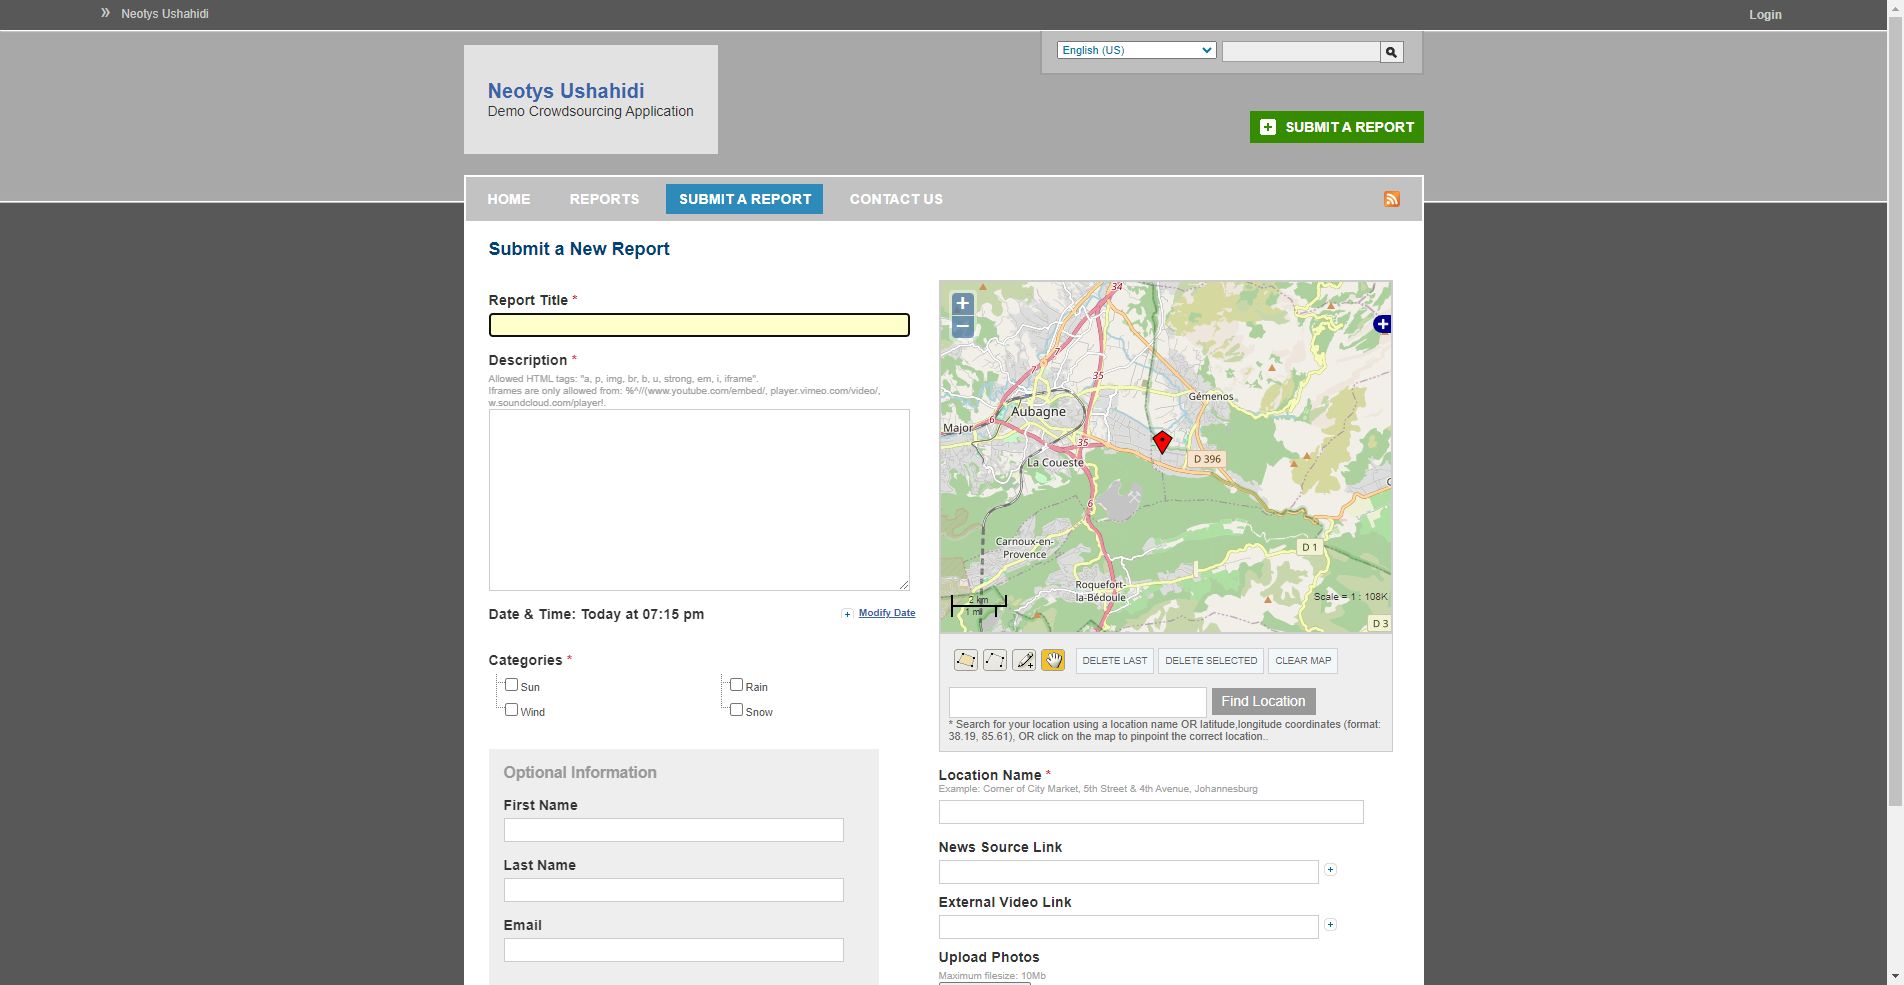 » Neotys Ushahidi
Login
English (US)
Neotys Ushahidi
Demo Crowdsourcing Application
SUBMIT A REPORT
HOME
REPORTS
SUBMIT A REPORT
CONTACT US
Submit a New Report
Report Title *
Description *
Allowed HTML tags: "a, p, img, br, b, u, strong, em, i, iframe".
Iframes are only allowed from: %^//(www.youtube.com/embed/, player.vimeo.com/video/,
w.soundcloud.com/player!.
Date & Time: Today at 07:15 pm
Modify Date
Categories *
Sun
Rain
Wind
Snow
Optional Information
First Name
Last Name
Email
34
7
35
7
Gémenos
Aubagne
6
Major
35
D 396
La Coueste
6
Carnoux-en-
Provence
D 1
Roquefort-
la-Bédoule
2 km
1 mi
Scale = 1 : 108K
D 3
DELETE LAST
DELETE SELECTED
CLEAR MAP
Find Location
* Search for your location using a location name OR latitude,longitude coordinates (format:
38.19, 85.61), OR click on the map to pinpoint the correct location..
Location Name *
Example: Corner of City Market, 5th Street & 4th Avenue, Johannesburg
News Source Link
External Video Link
Upload Photos
Maximum filesize: 10Mb